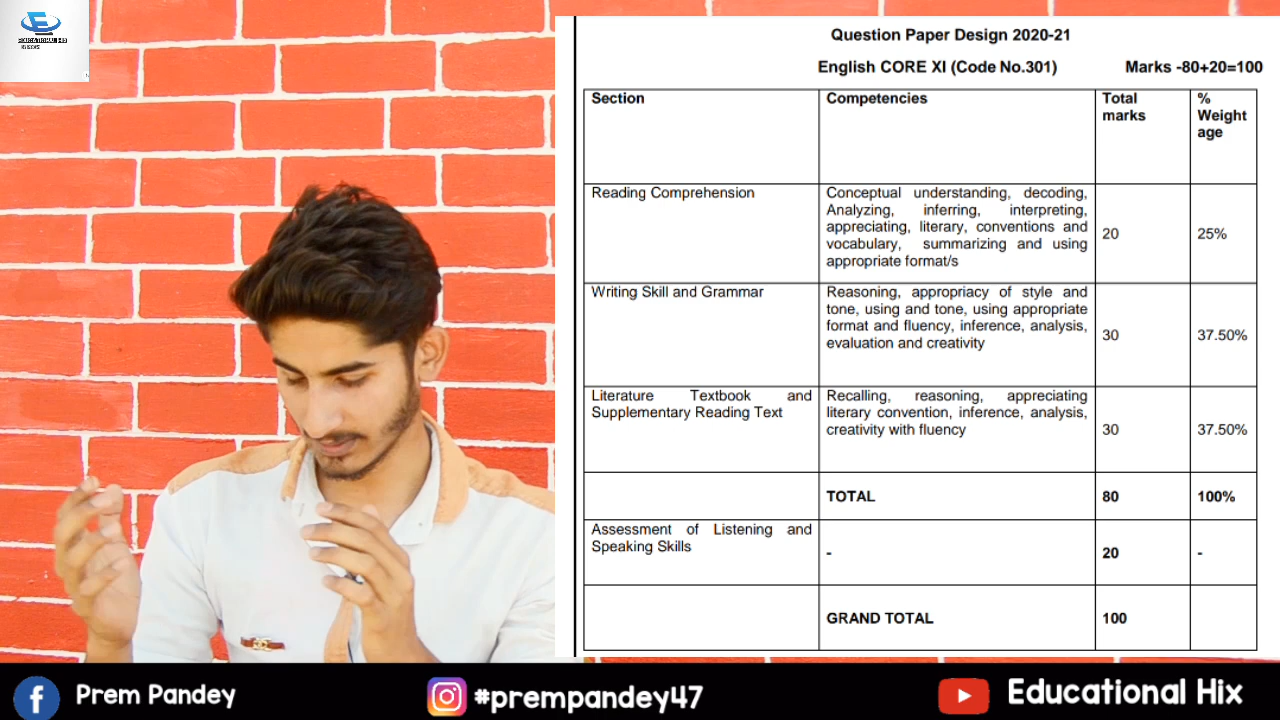 EDUCATIONAL HIX
Question Paper Design 2020-21
English CORE XI (Code No.301) Marks -80+20=100
Section Competencies Total marks % Weight age
Reading Comprehension
Conceptual understanding, decoding,
Analyzing, inferring, interpreting,
appreciating, literary, conventions and
vocabulary, summarizing and using
appropriate format/s
20
25%
Writing Skill and Grammar
Reasoning, appropriacy of style and
tone, using and tone, using appropriate
format and fluency, inference, analysis,
evaluation and creativity
30
37.50%
Literature Textbook and
Supplementary Reading Text
Recalling, reasoning, appreciating
literary convention, inference, analysis,
creativity with fluency
30
37.50%
TOTAL 80 100%
Assessment of Listening and
Speaking Skills
-
20
-
GRAND TOTAL 100
Prem Pandey #prempandey47 Educational Hix